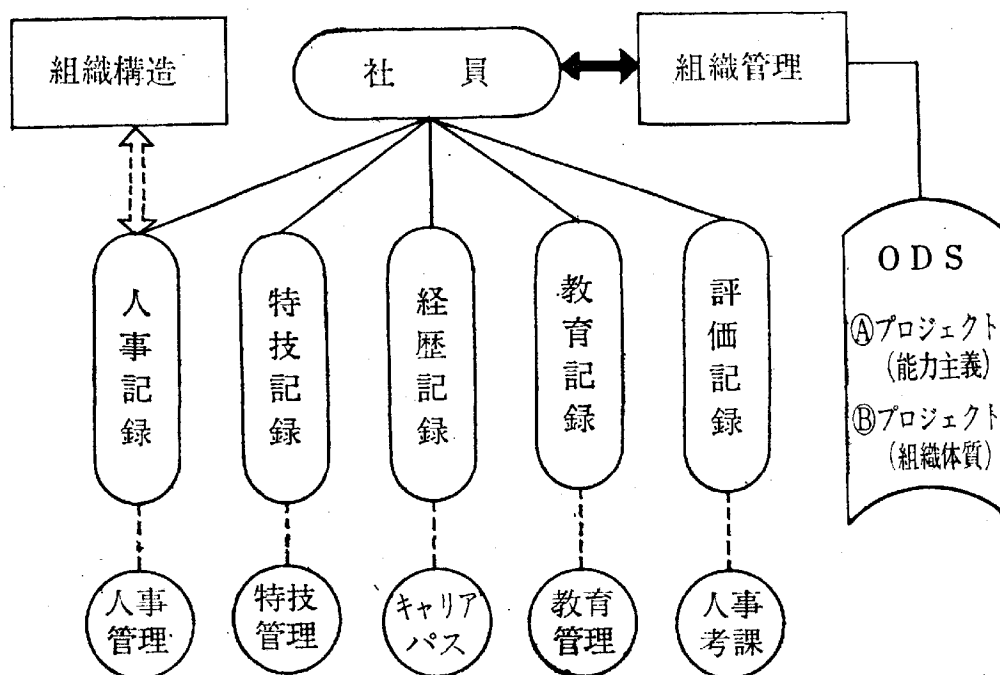 組織構造
社員
組織管理
人事記録
特技記録
経歴記録
教育記録
評価記録
ODS
Ⓐプロジェクト
(能力主義)
Ⓑプロジェクト
(組織体質)
人事
管理
特技
管理
キャリア
パス
教育
管理
人事
考課